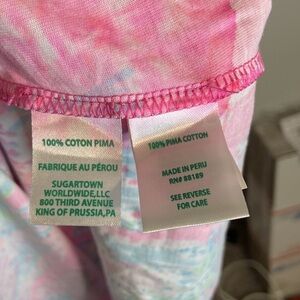 100% COTON PIMA
FABRIQUE AU PÉROU
SUGARTOWN
WORLDWIDE,LLC
800 THIRD AVENUE
KING OF PRUSSIA,PA
100% PIMA COTTON
MADE IN PERU
RN# 88189
SEE REVERSE
FOR CARE